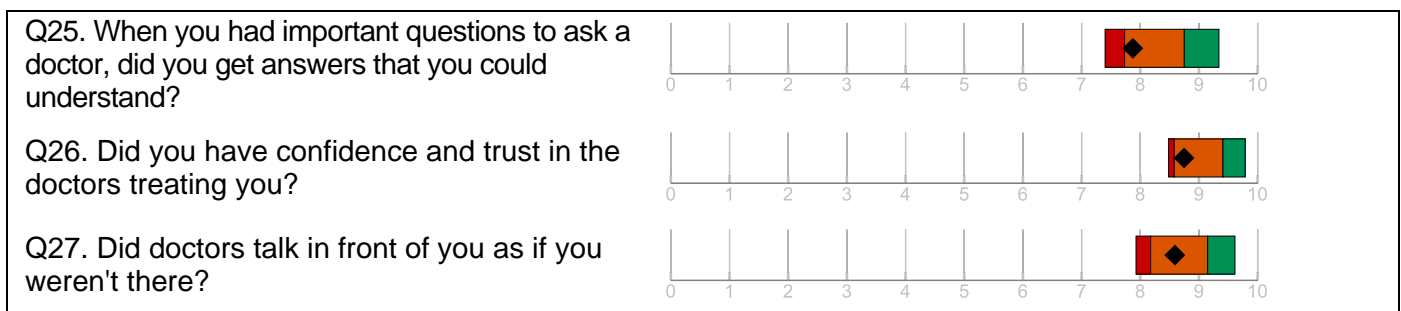 Q25. When you had important questions to ask a
doctor, did you get answers that you could
understand?
0 1 2 3 4 5 6 7 8 9 10
Q26. Did you have confidence and trust in the
doctors treating you?
0 1 2 3 4 5 6 7 8 9 10
Q27. Did doctors talk in front of you as if you
weren't there?
0 1 2 3 4 5 6 7 8 9 10